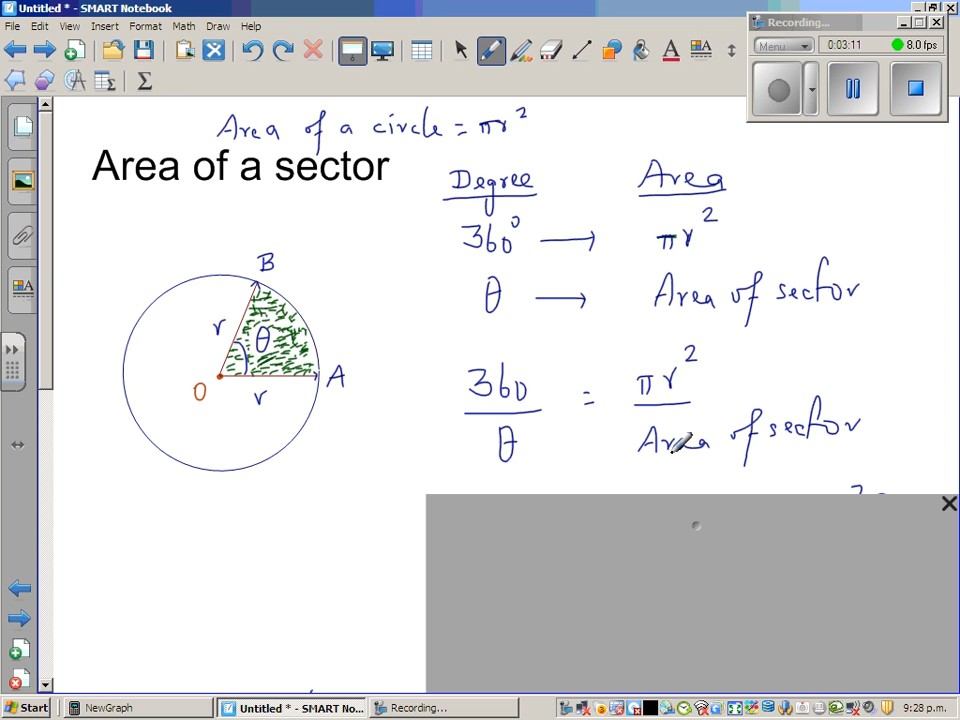 Untitled * - SMART Notebook
File Edit View Insert Format Tools Draw Help
Recording...
Menu 0:03:11 8.0 fps
Area of a circle = πr²
Area of a sector
Degree Area
360° → πr²
θ → Area of sector
B
r θ
O r A
360 / θ = πr² / Area of sector
Start NewGraph Untitled * - SMART No... Recording... 9:28 p.m.